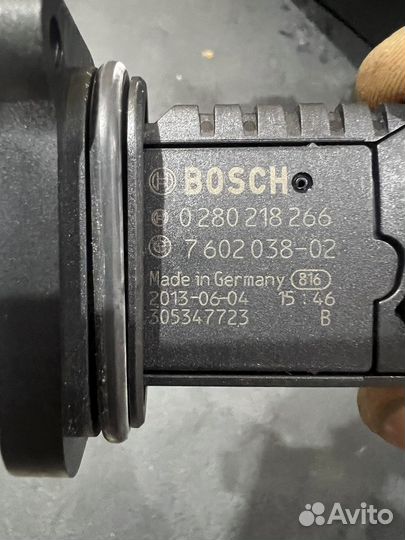 BOSCH
0 280 218 266
7 602 038-02
Made in Germany 816
2013-06-04 15:46
305347723 B
Avito